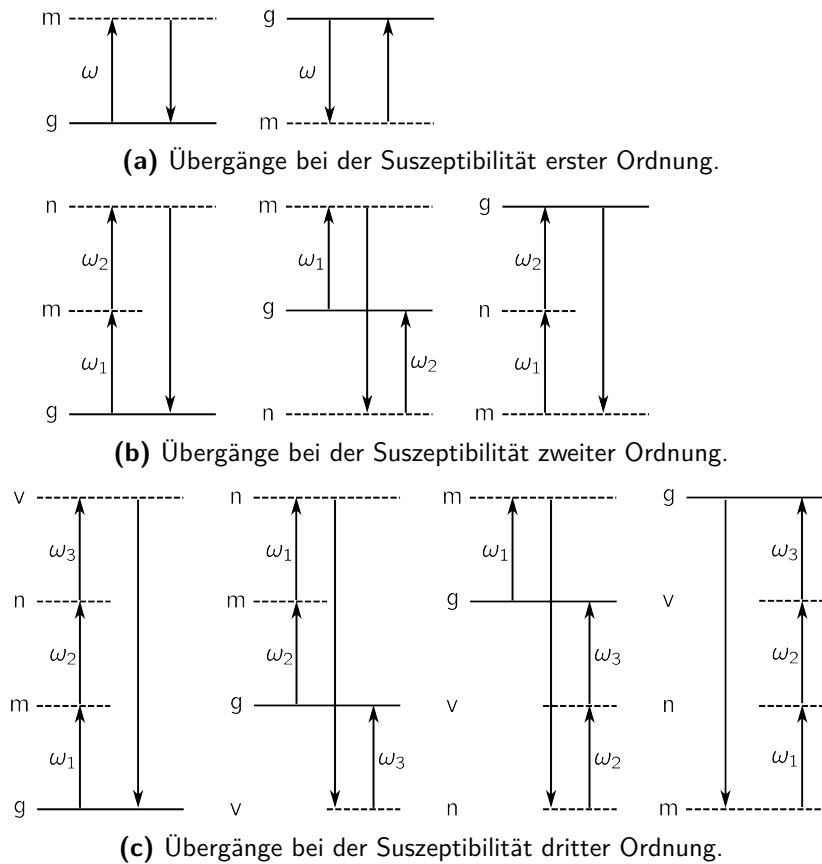 m g
ω ω
g m
(a) Übergänge bei der Suszeptibilität erster Ordnung.
n m g
ω₂ ω₁ ω₂
m g n
ω₁ ω₂ ω₁
g n m
(b) Übergänge bei der Suszeptibilität zweiter Ordnung.
v n m g
ω₃ ω₁ ω₁ ω₃
n m g v
ω₂ ω₂ ω₃ ω₂
m g v n
ω₁ ω₃ ω₂ ω₁
g v n m
(c) Übergänge bei der Suszeptibilität dritter Ordnung.